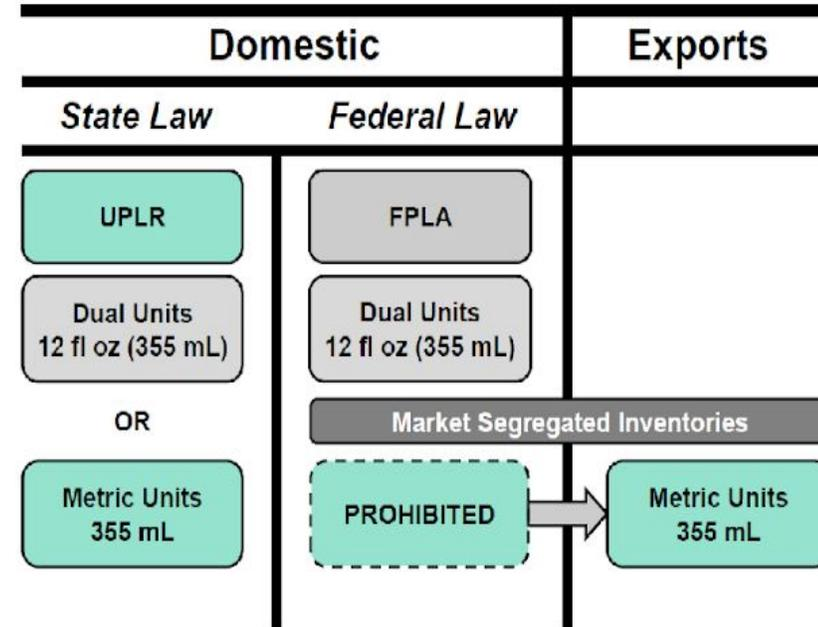 Domestic
Exports
State Law
Federal Law
UPLR
FPLA
Dual Units
12 fl oz (355 mL)
Dual Units
12 fl oz (355 mL)
OR
Market Segregated Inventories
Metric Units
355 mL
PROHIBITED
Metric Units
355 mL